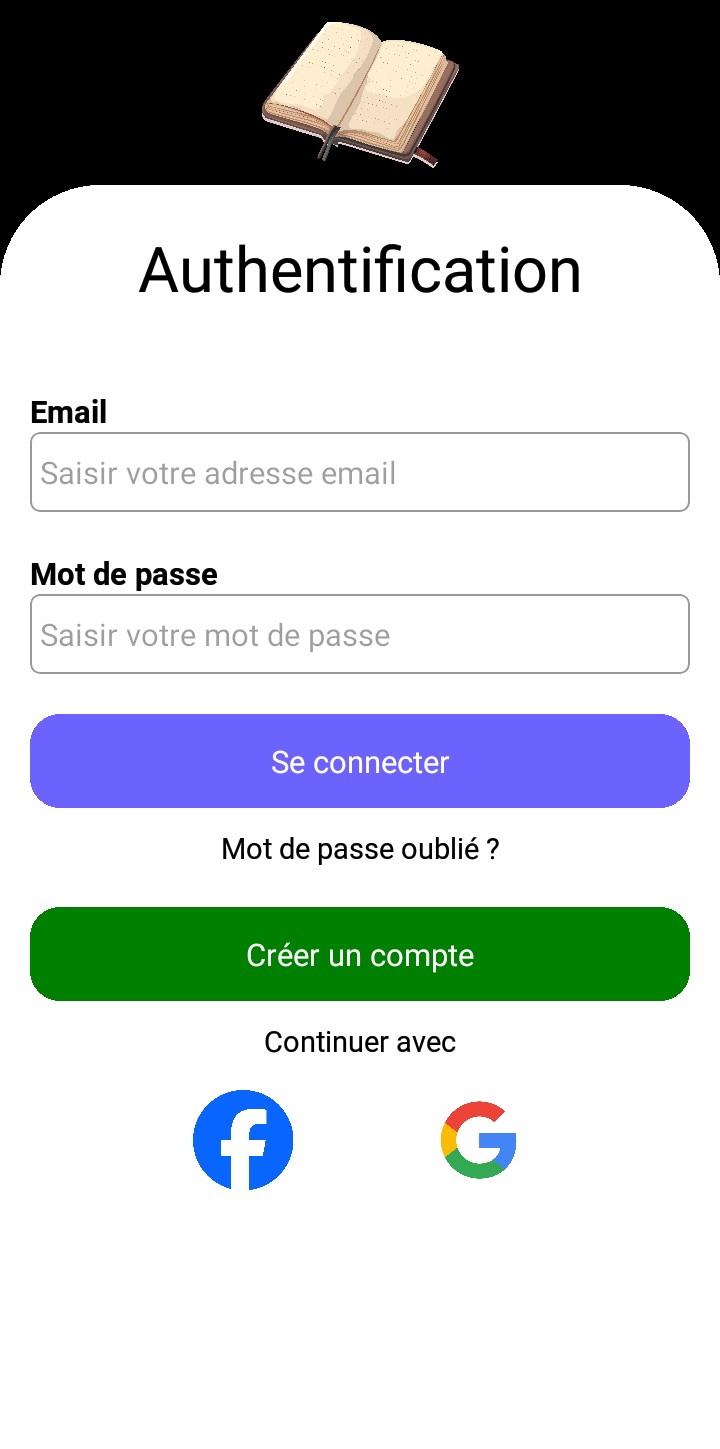 Authentification
Email
Saisir votre adresse email
Mot de passe
Saisir votre mot de passe
Se connecter
Mot de passe oublié ?
Créer un compte
Continuer avec